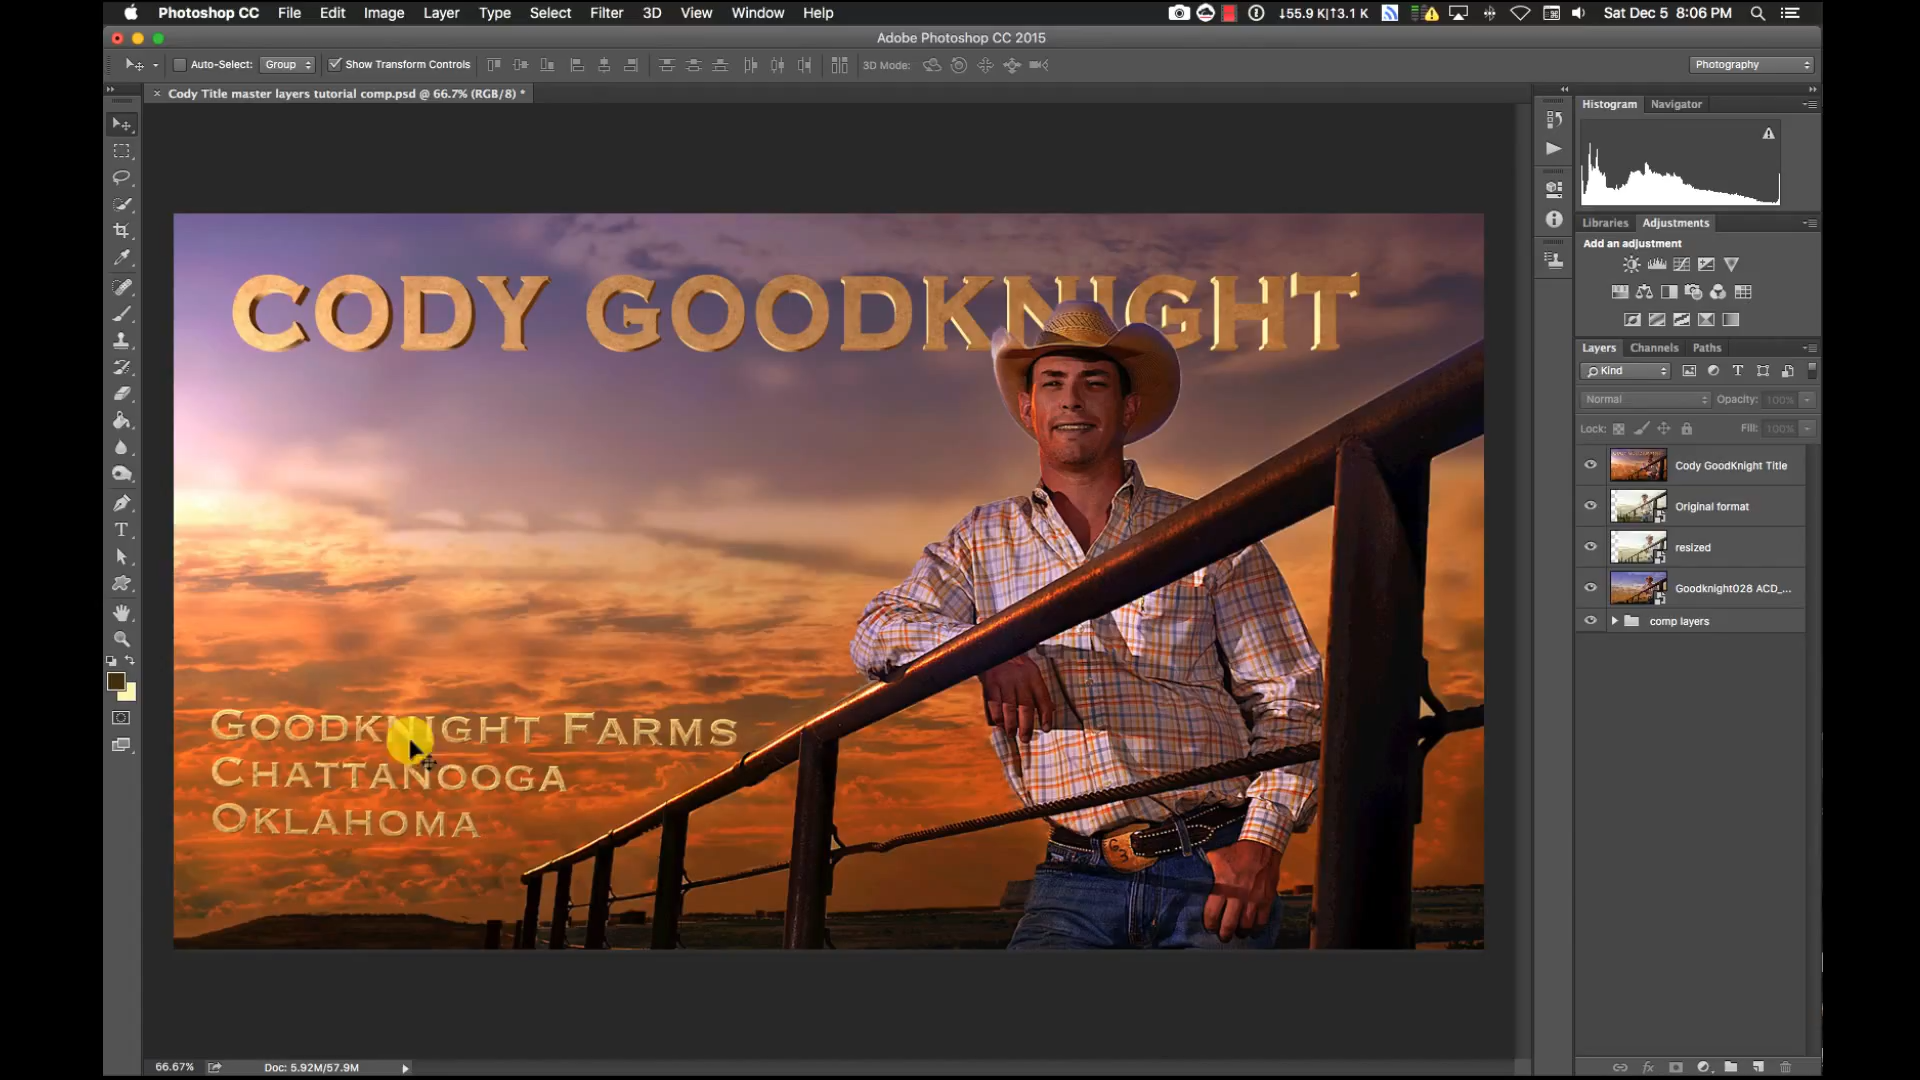 Photoshop CC File Edit Image Layer Type Select Filter 3D View Window Help ↓55.9 K|↑3.1 K Sat Dec 5 8:06 PM
Adobe Photoshop CC 2015
Auto-Select: Group Show Transform Controls 3D Mode: Photography
× Cody Title master layers tutorial comp.psd @ 66.7% (RGB/8) *
Histogram Navigator
Libraries Adjustments
Add an adjustment
CODY GOODKNIGHT
Layers Channels Paths
Kind
Normal Opacity: 100%
Lock: Fill: 100%
Cody GoodKnight Title
Original format
resized
Goodknight028 ACD_...
comp layers
GOODKNIGHT FARMS
CHATTANOOGA
OKLAHOMA
66.67% Doc: 5.92M/57.9M